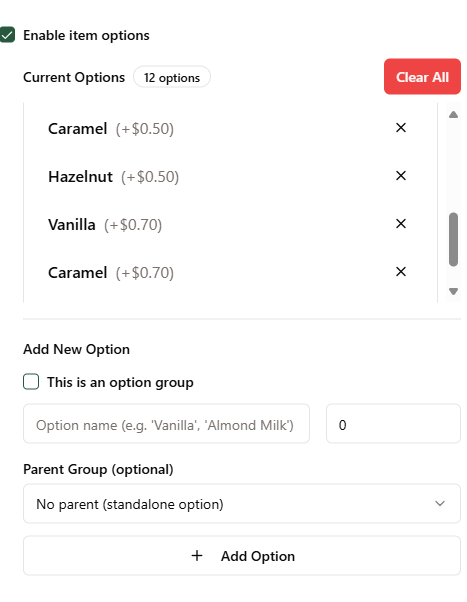 Enable item options
Current Options 12 options Clear All
Caramel (+$0.50)
Hazelnut (+$0.50)
Vanilla (+$0.70)
Caramel (+$0.70)
Add New Option
This is an option group
Option name (e.g. 'Vanilla', 'Almond Milk') 0
Parent Group (optional)
No parent (standalone option)
+ Add Option